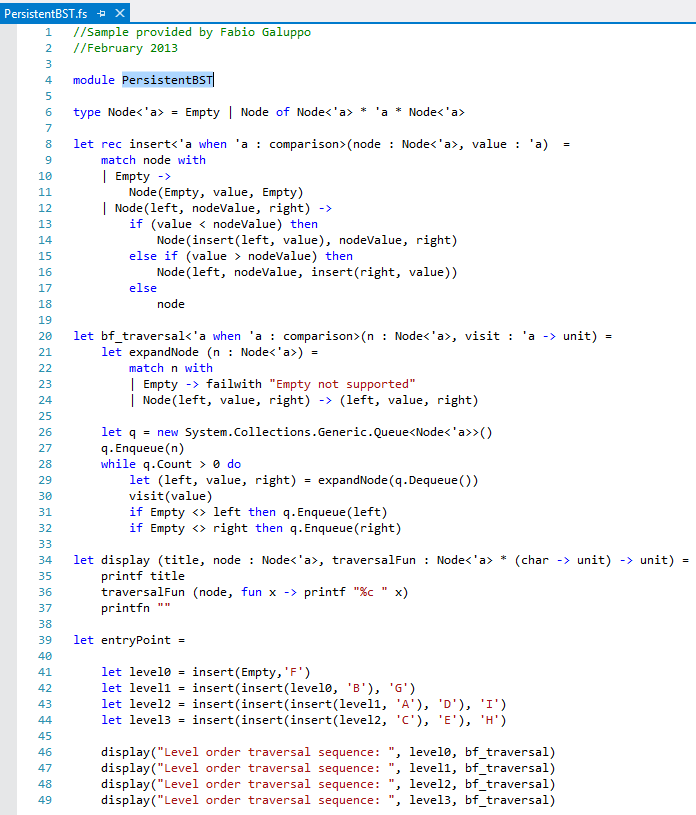 PersistentBST.fs
1 //Sample provided by Fabio Galuppo
2 //February 2013
3
4 module PersistentBST
5
6 type Node<'a> = Empty | Node of Node<'a> * 'a * Node<'a>
7
8 let rec insert<'a when 'a : comparison>(node : Node<'a>, value : 'a)  =
9     match node with
10     | Empty ->
11         Node(Empty, value, Empty)
12     | Node(left, nodeValue, right) ->
13         if (value < nodeValue) then
14             Node(insert(left, value), nodeValue, right)
15         else if (value > nodeValue) then
16             Node(left, nodeValue, insert(right, value))
17         else
18             node
19
20 let bf_traversal<'a when 'a : comparison>(n : Node<'a>, visit : 'a -> unit) =
21     let expandNode (n : Node<'a>) =
22         match n with
23         | Empty -> failwith "Empty not supported"
24         | Node(left, value, right) -> (left, value, right)
25
26     let q = new System.Collections.Generic.Queue<Node<'a>>()
27     q.Enqueue(n)
28     while q.Count > 0 do
29         let (left, value, right) = expandNode(q.Dequeue())
30         visit(value)
31         if Empty <> left then q.Enqueue(left)
32         if Empty <> right then q.Enqueue(right)
33
34 let display (title, node : Node<'a>, traversalFun : Node<'a> * (char -> unit) -> unit) =
35     printf title
36     traversalFun (node, fun x -> printf "%c " x)
37     printfn ""
38
39 let entryPoint =
40
41     let level0 = insert(Empty,'F')
42     let level1 = insert(insert(level0, 'B'), 'G')
43     let level2 = insert(insert(insert(level1, 'A'), 'D'), 'I')
44     let level3 = insert(insert(insert(level2, 'C'), 'E'), 'H')
45
46     display("Level order traversal sequence: ", level0, bf_traversal)
47     display("Level order traversal sequence: ", level1, bf_traversal)
48     display("Level order traversal sequence: ", level2, bf_traversal)
49     display("Level order traversal sequence: ", level3, bf_traversal)